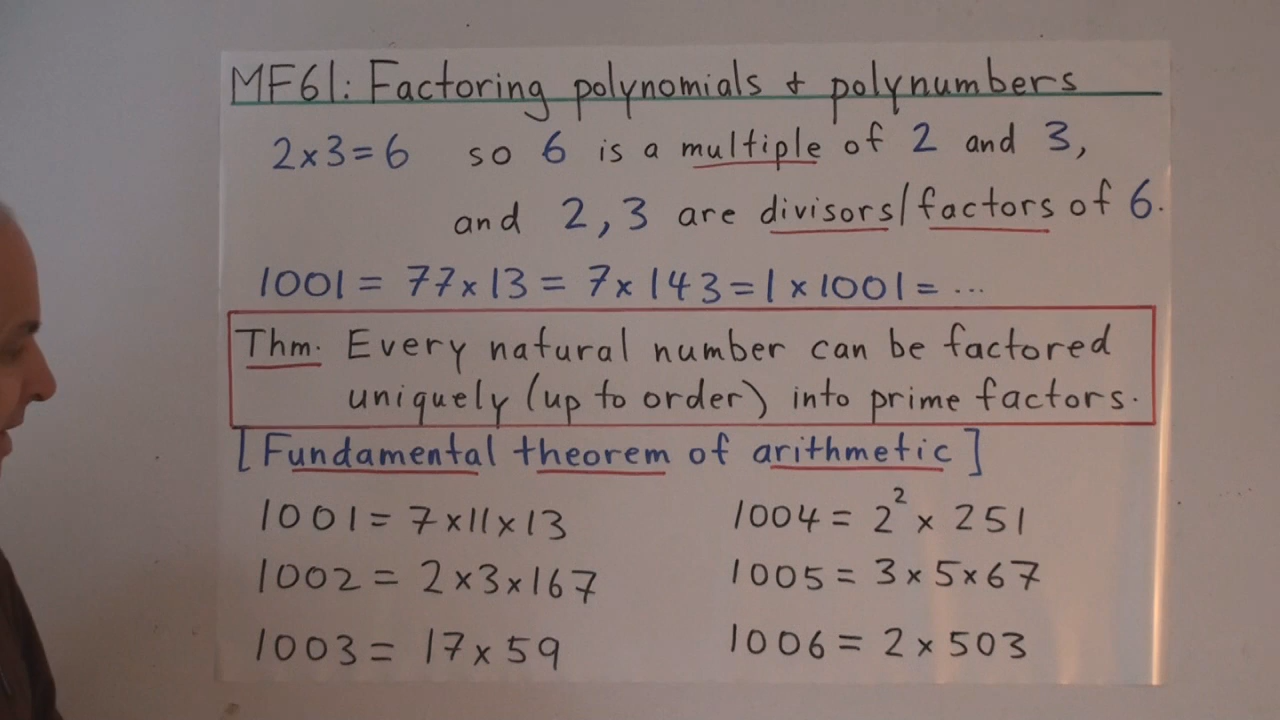 MF61: Factoring polynomials + polynumbers
2×3=6 so 6 is a multiple of 2 and 3,
and 2,3 are divisors/factors of 6.
1001 = 77×13 = 7×143 = 1×1001 = ...
Thm. Every natural number can be factored
uniquely (up to order) into prime factors.
[Fundamental theorem of arithmetic]
1001 = 7×11×13
1002 = 2×3×167
1003 = 17×59
1004 = 2² × 251
1005 = 3×5×67
1006 = 2×503